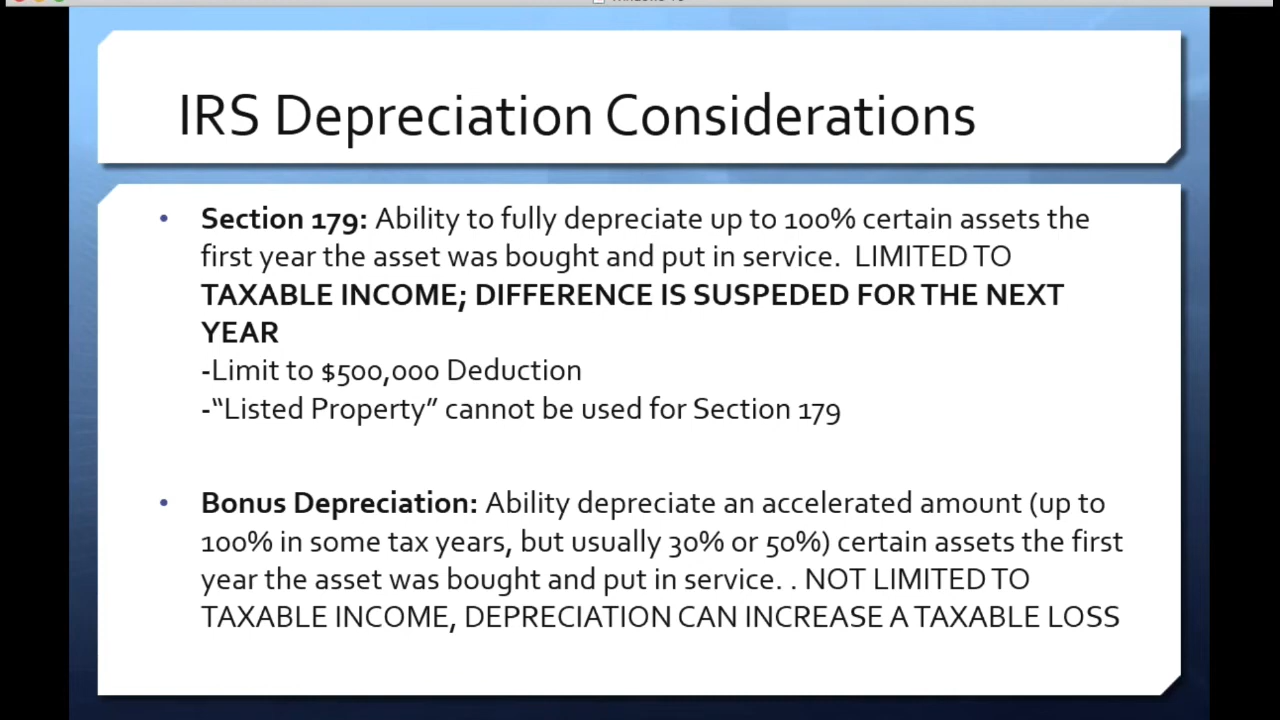 IRS Depreciation Considerations
• Section 179: Ability to fully depreciate up to 100% certain assets the
first year the asset was bought and put in service.  LIMITED TO
TAXABLE INCOME; DIFFERENCE IS SUSPEDED FOR THE NEXT
YEAR
-Limit to $500,000 Deduction
-“Listed Property” cannot be used for Section 179
• Bonus Depreciation: Ability depreciate an accelerated amount (up to
100% in some tax years, but usually 30% or 50%) certain assets the first
year the asset was bought and put in service. . NOT LIMITED TO
TAXABLE INCOME, DEPRECIATION CAN INCREASE A TAXABLE LOSS